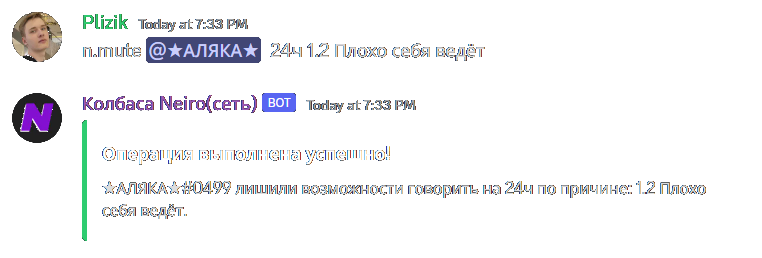 Plizik Today at 7:33 PM
n.mute @★АЛЯКА★ 24ч 1.2 Плохо себя ведёт
N
Колбаса Neiro(сеть) BOT Today at 7:33 PM
Операция выполнена успешно!
★АЛЯКА★#0499 лишили возможности говорить на 24ч по причине: 1.2 Плохо
себя ведёт.